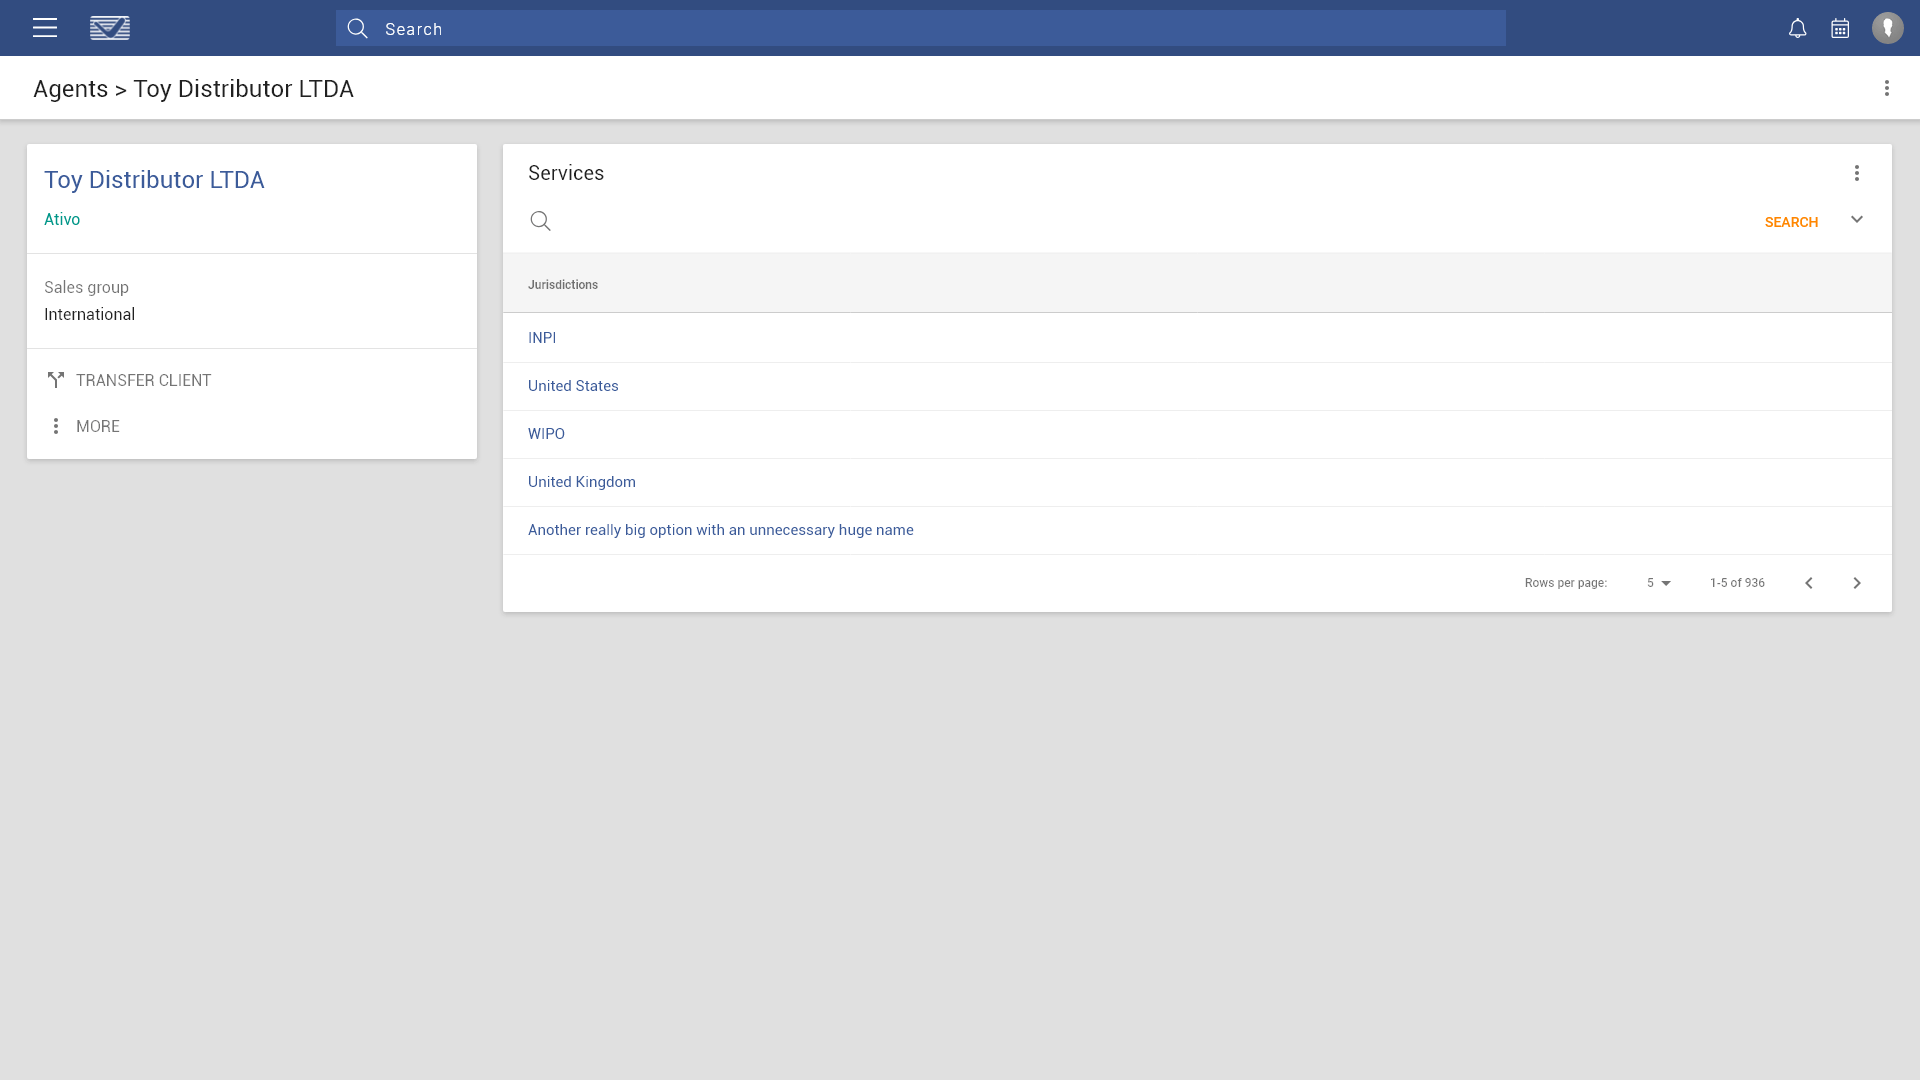 Search
Agents > Toy Distributor LTDA
Toy Distributor LTDA
Ativo
Sales group
International
TRANSFER CLIENT
MORE
Services
SEARCH
Jurisdictions
INPI
United States
WIPO
United Kingdom
Another really big option with an unnecessary huge name
Rows per page: 5 1-5 of 936